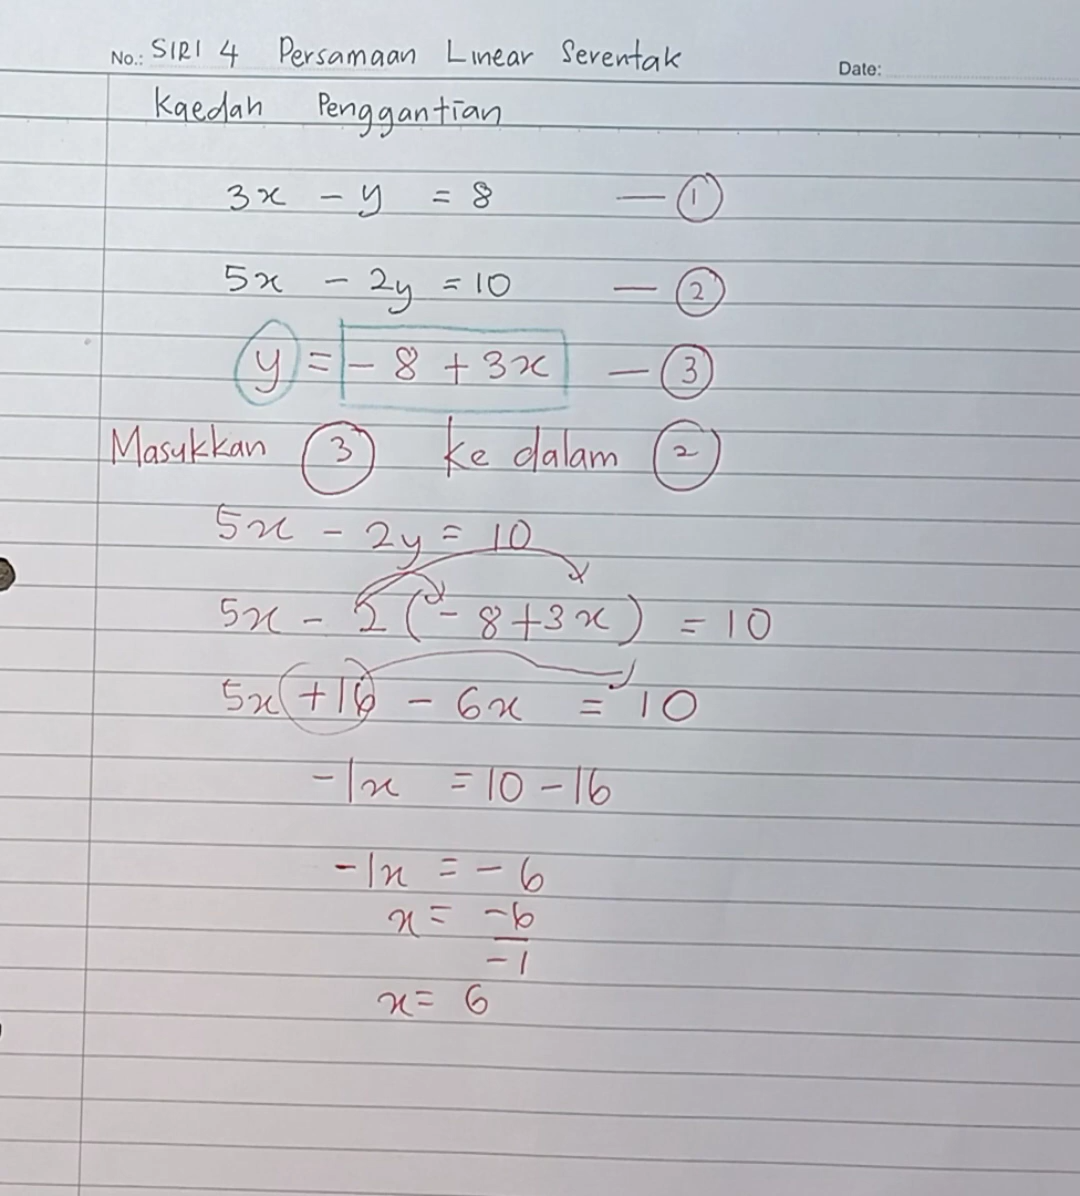 No.: SIRI 4 Persamaan Linear Serentak Date:
Kaedah Penggantian
3x - y = 8 — ①
5x - 2y = 10 — ②
y = - 8 + 3x — ③
Masukkan ③ ke dalam ②
5x - 2y = 10
5x - 2 ( - 8 + 3x ) = 10
5x + 16 - 6x = 10
-1x = 10 - 16
-1x = - 6
x = -6
-1
x = 6